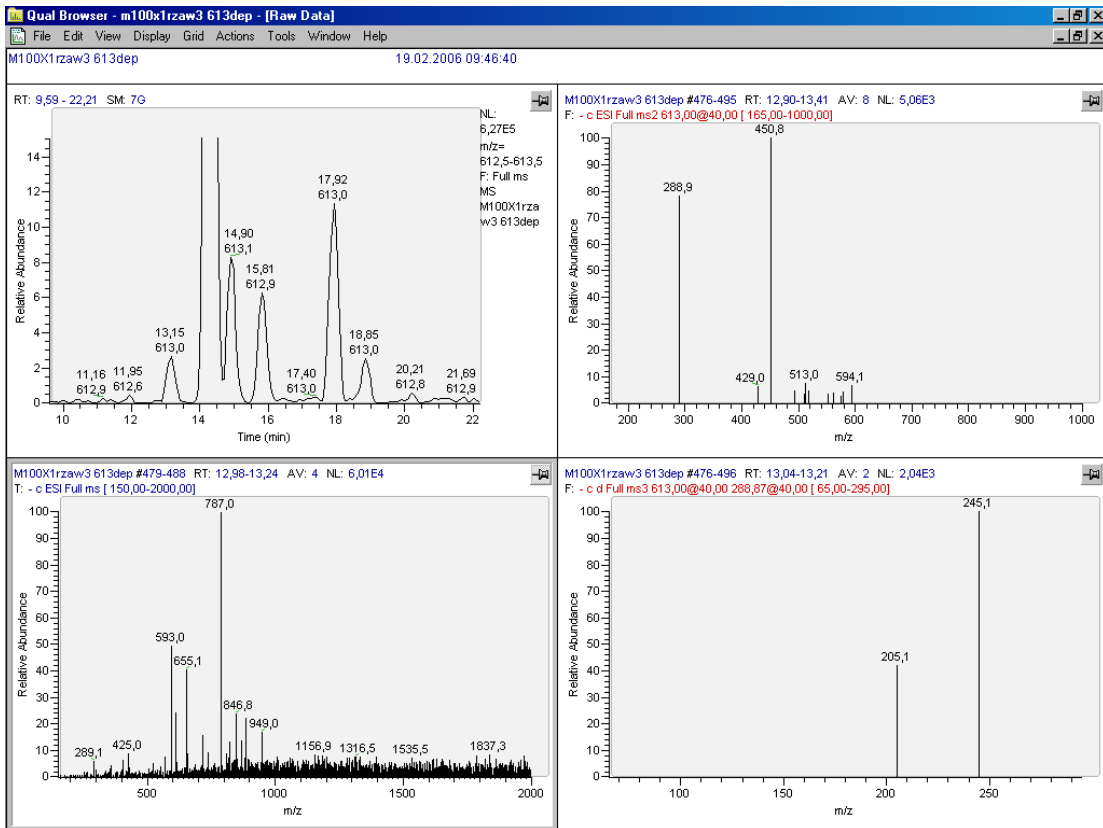 Qual Browser - m100x1rzaw3 613dep - [Raw Data]
File Edit View Display Grid Actions Tools Window Help
M100X1rzaw3 613dep 19.02.2006 09:46:40
RT: 9,59 - 22,21 SM: 7G
NL:
6,27E5
m/z=
612,5-613,5
F: Full ms
MS
M100X1rza
w3 613dep
14
12
10
8
6
4
2
0
Relative Abundance
17,92
613,0
14,90
613,1
15,81
612,9
13,15
613,0
18,85
613,0
11,16
612,9
11,95
612,6
17,40
613,0
20,21
612,8
21,69
612,9
10 12 14 16 18 20 22
Time (min)
M100X1rzaw3 613dep #476-495 RT: 12,90-13,41 AV: 8 NL: 5,06E3
F: - c ESI Full ms2 613,00@40,00 [ 165,00-1000,00]
450,8
288,9
429,0
513,0
594,1
100
90
80
70
60
50
40
30
20
10
0
Relative Abundance
200 300 400 500 600 700 800 900 1000
m/z
M100X1rzaw3 613dep #479-488 RT: 12,98-13,24 AV: 4 NL: 6,01E4
T: - c ESI Full ms [ 150,00-2000,00]
787,0
593,0
655,1
846,8
949,0
289,1
425,0
1156,9
1316,5
1535,5
1837,3
100
90
80
70
60
50
40
30
20
10
0
Relative Abundance
500 1000 1500 2000
m/z
M100X1rzaw3 613dep #476-496 RT: 13,04-13,21 AV: 2 NL: 2,04E3
F: - c d Full ms3 613,00@40,00 288,87@40,00 [ 65,00-295,00]
245,1
205,1
100
90
80
70
60
50
40
30
20
10
0
Relative Abundance
100 150 200 250
m/z